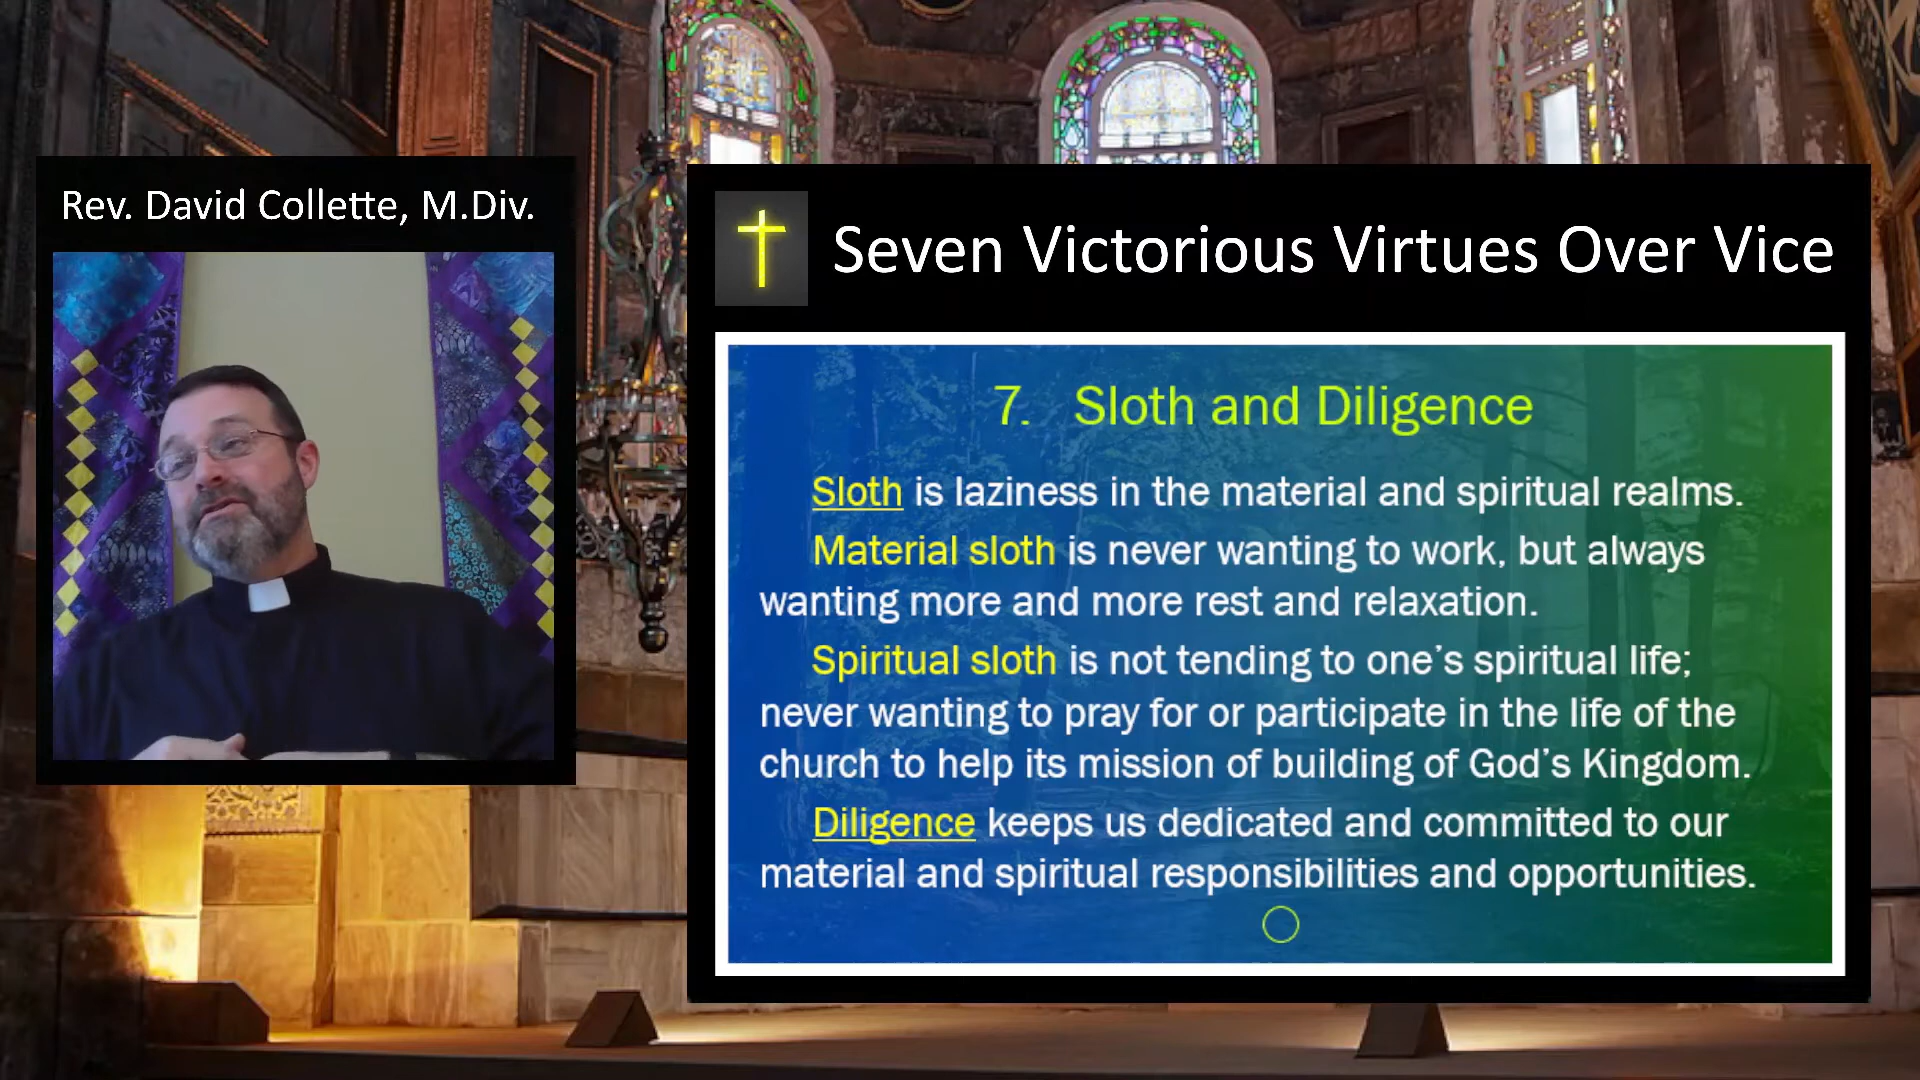 Rev. David Collette, M.Div.
Seven Victorious Virtues Over Vice
7. Sloth and Diligence
Sloth is laziness in the material and spiritual realms.
Material sloth is never wanting to work, but always
wanting more and more rest and relaxation.
Spiritual sloth is not tending to one’s spiritual life;
never wanting to pray for or participate in the life of the
church to help its mission of building of God’s Kingdom.
Diligence keeps us dedicated and committed to our
material and spiritual responsibilities and opportunities.